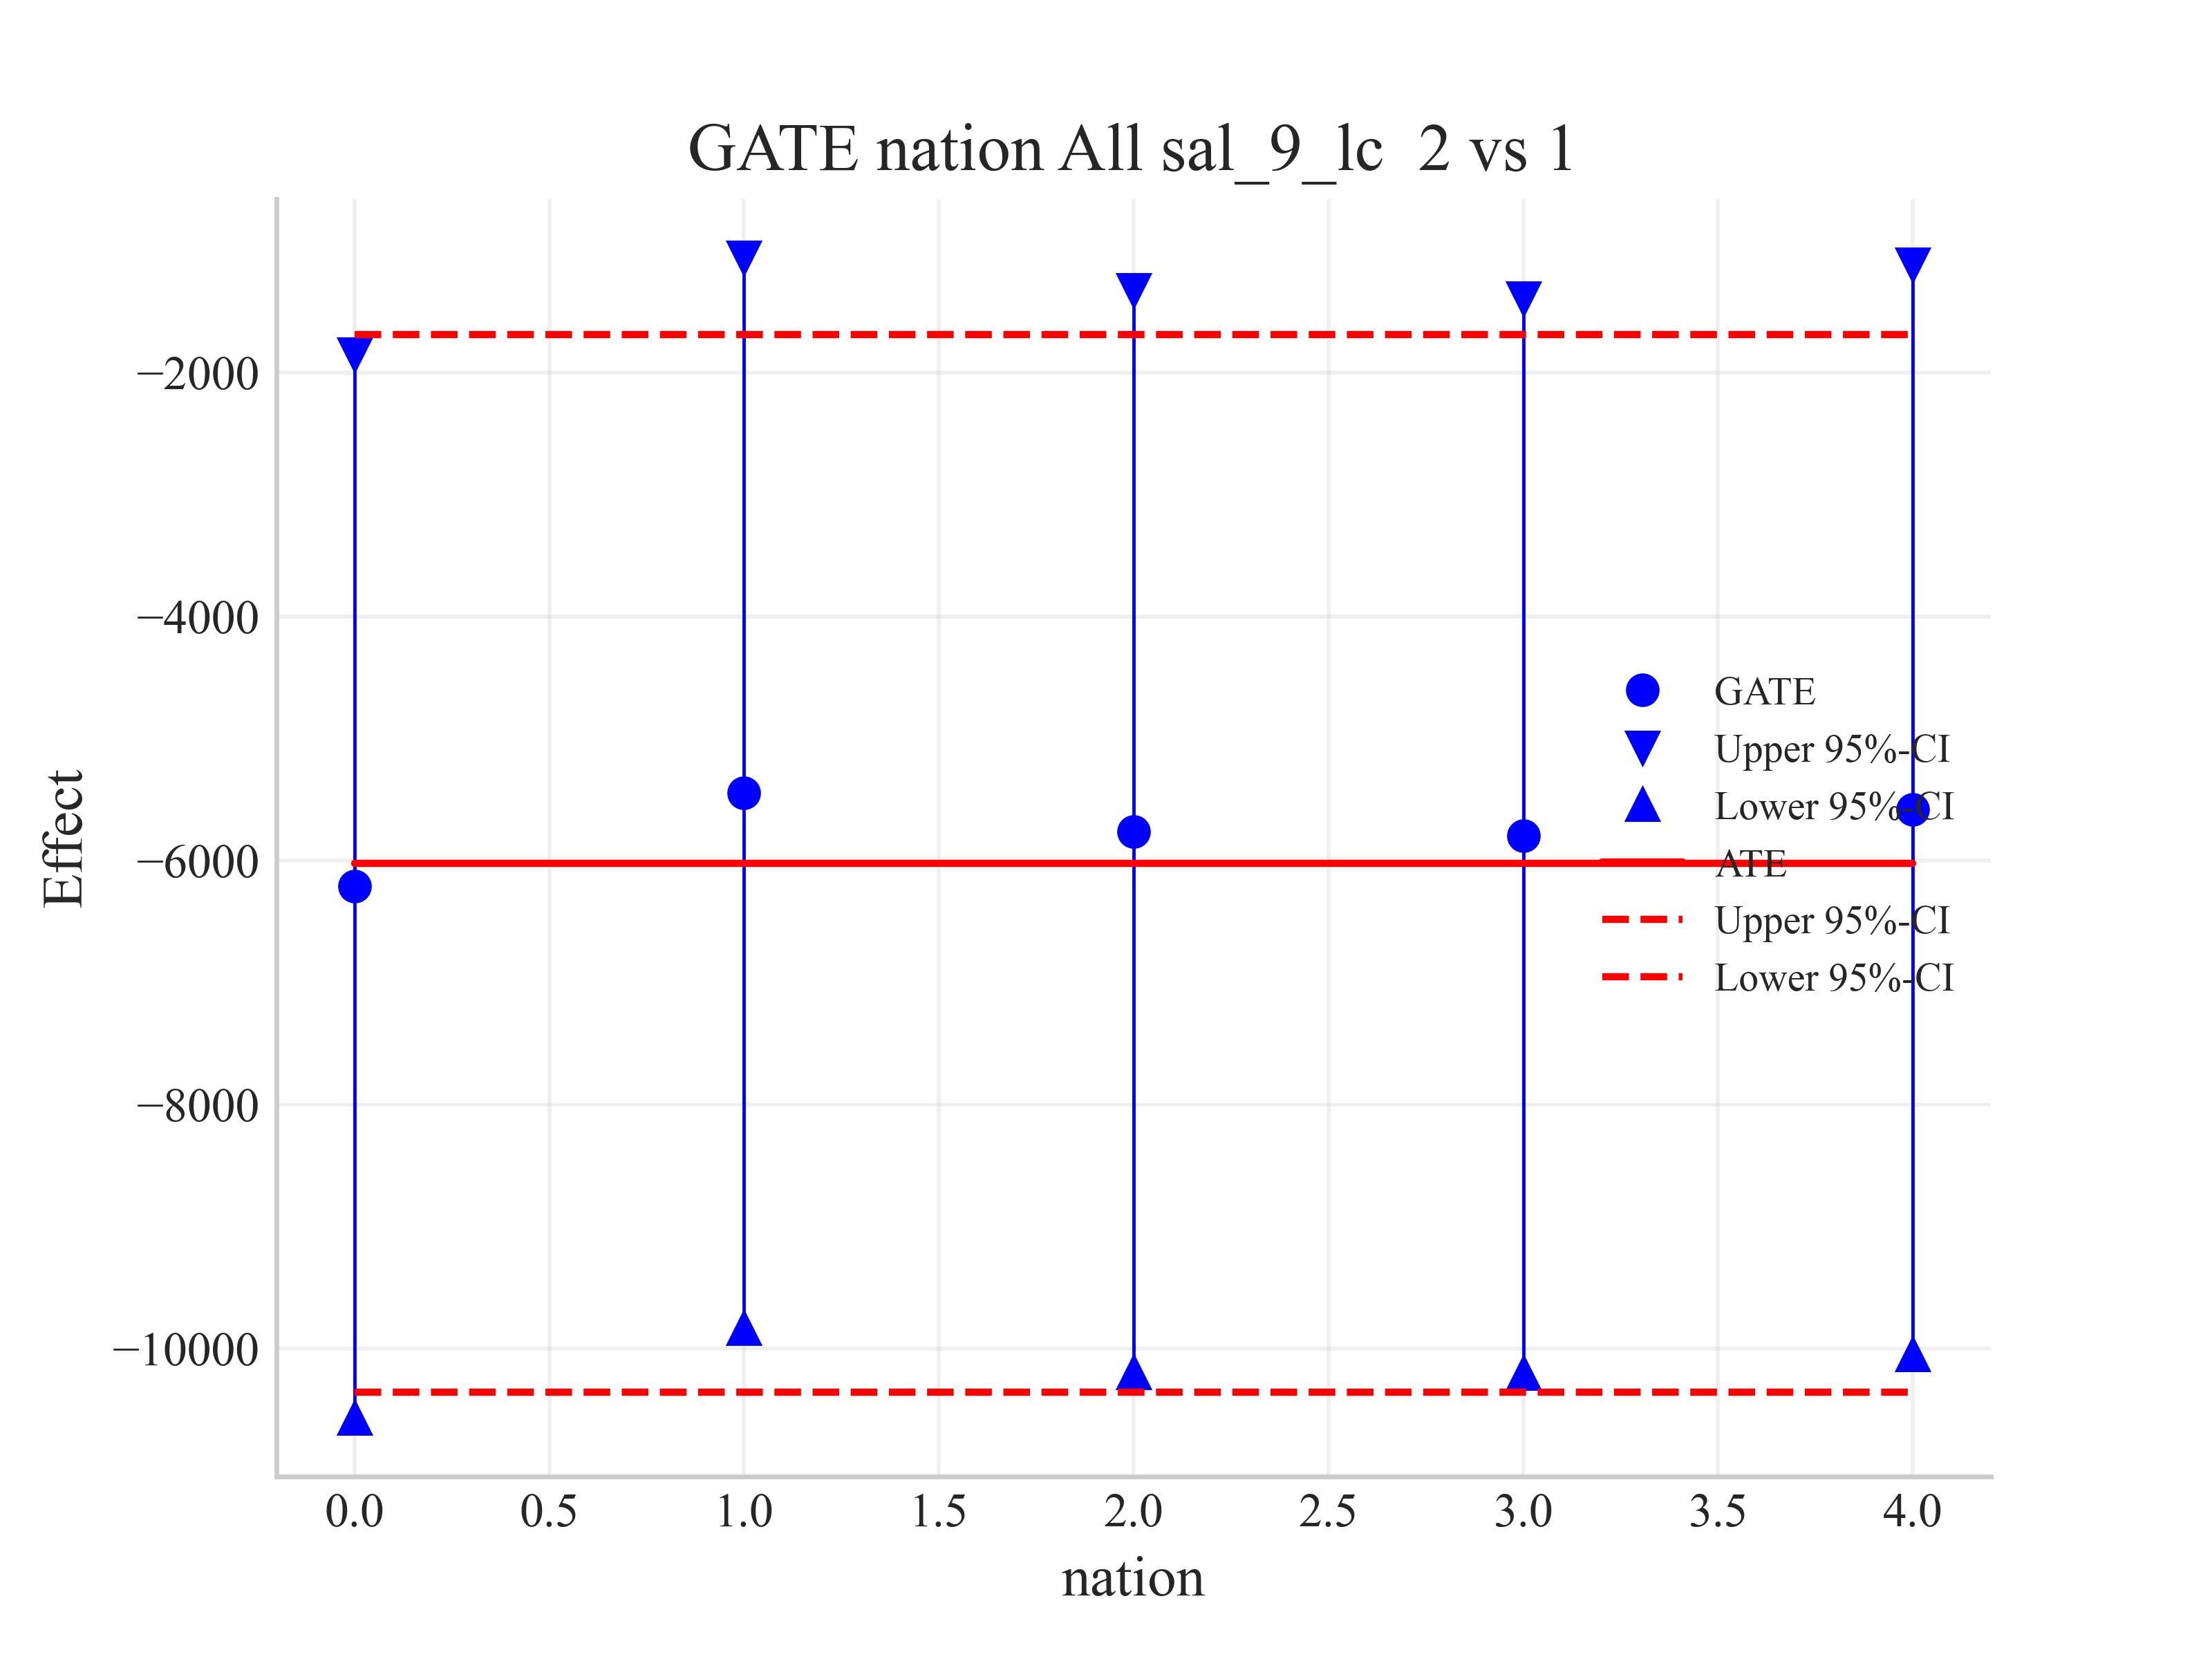 GATE nation All sal_9_lc  2 vs 1
Effect
−2000
−4000
−6000
−8000
−10000
GATE
Upper 95%-CI
Lower 95%-CI
ATE
Upper 95%-CI
Lower 95%-CI
0.0 0.5 1.0 1.5 2.0 2.5 3.0 3.5 4.0
nation